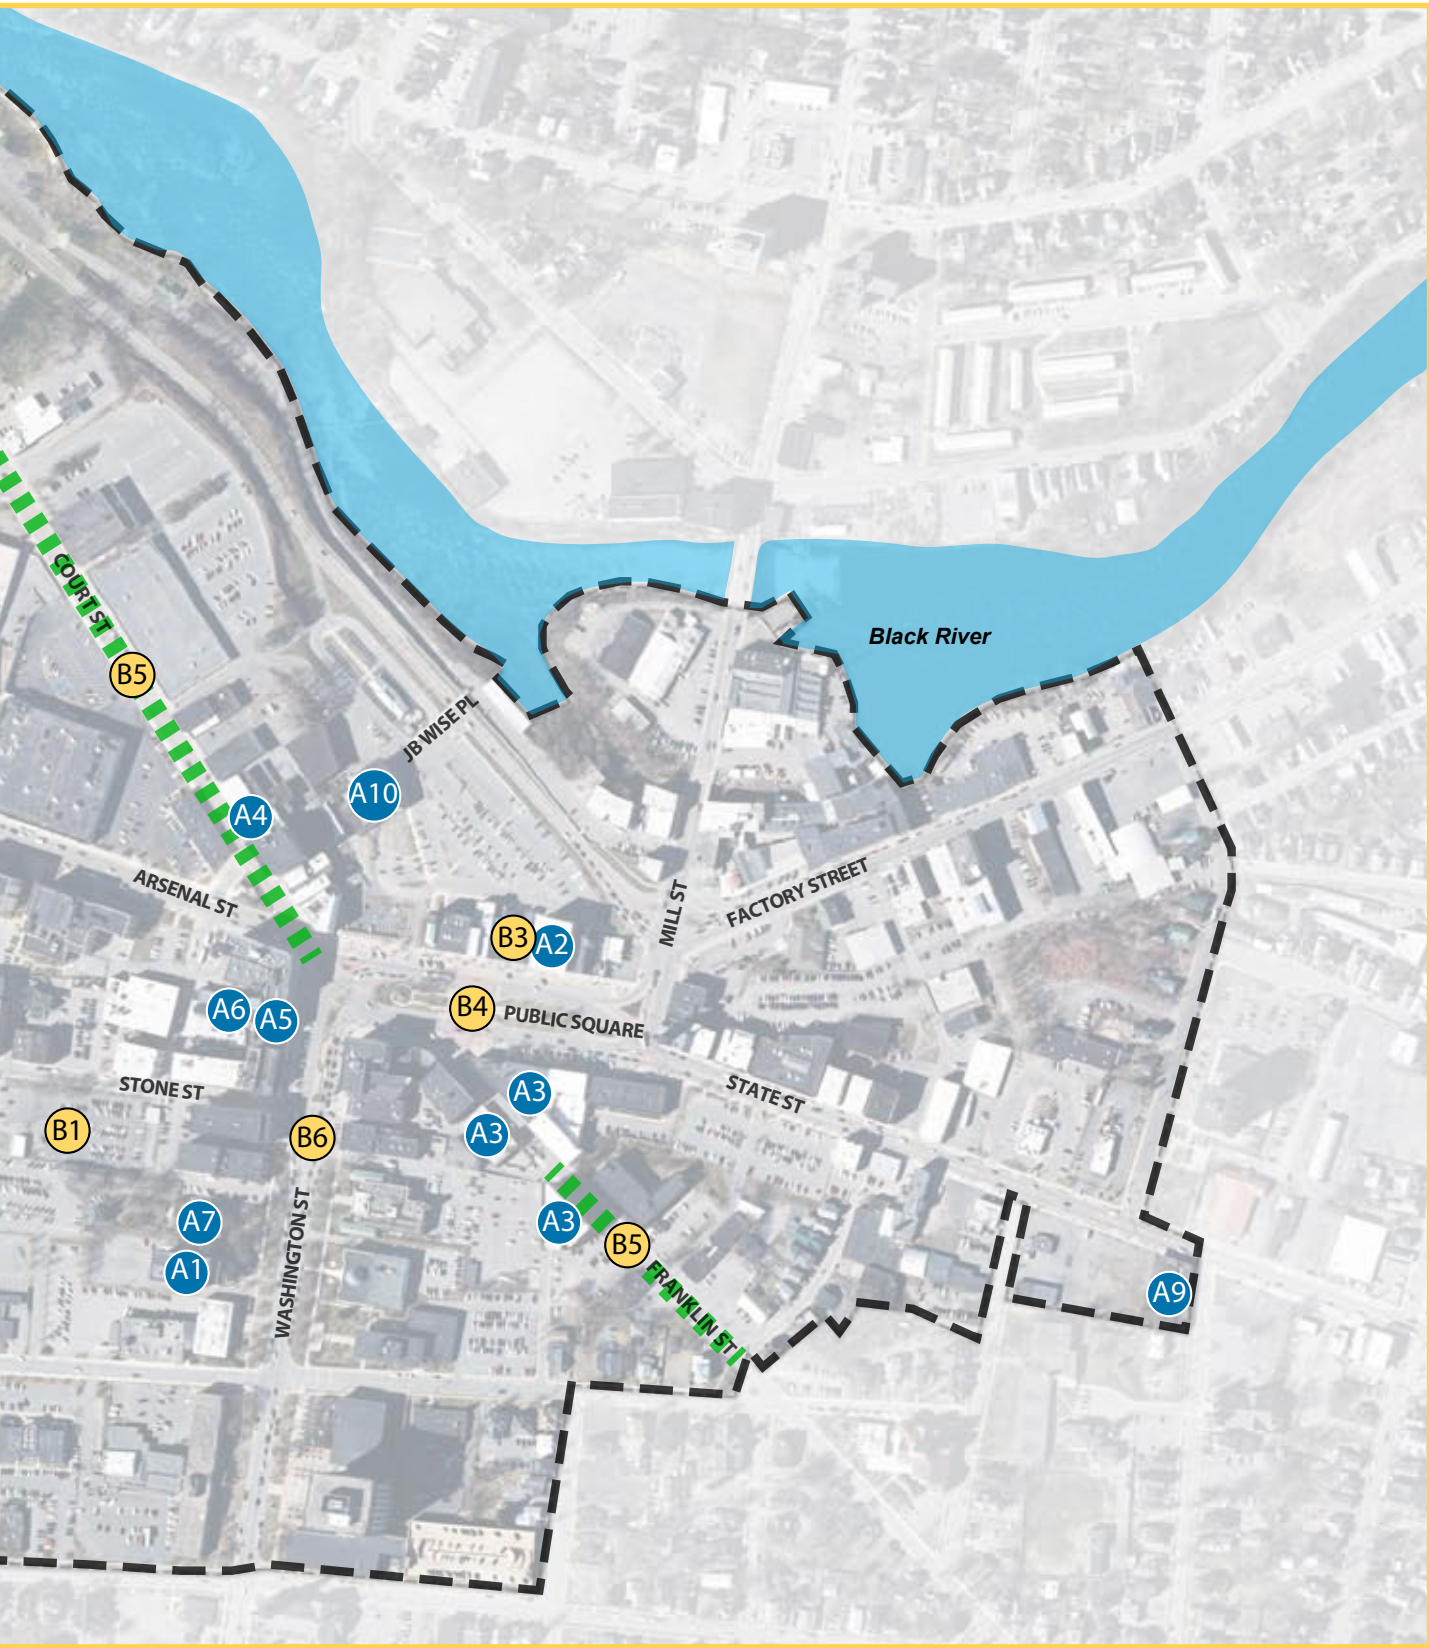 Black River
COURT ST
B5
JB WISE PL
A10
A4
ARSENAL ST
FACTORY STREET
MILL ST
B3
A2
A6
A5
B4
PUBLIC SQUARE
STONE ST
STATE ST
A3
B1
B6
A3
A7
A3
B5
A1
WASHINGTON ST
FRANKLIN ST
A9